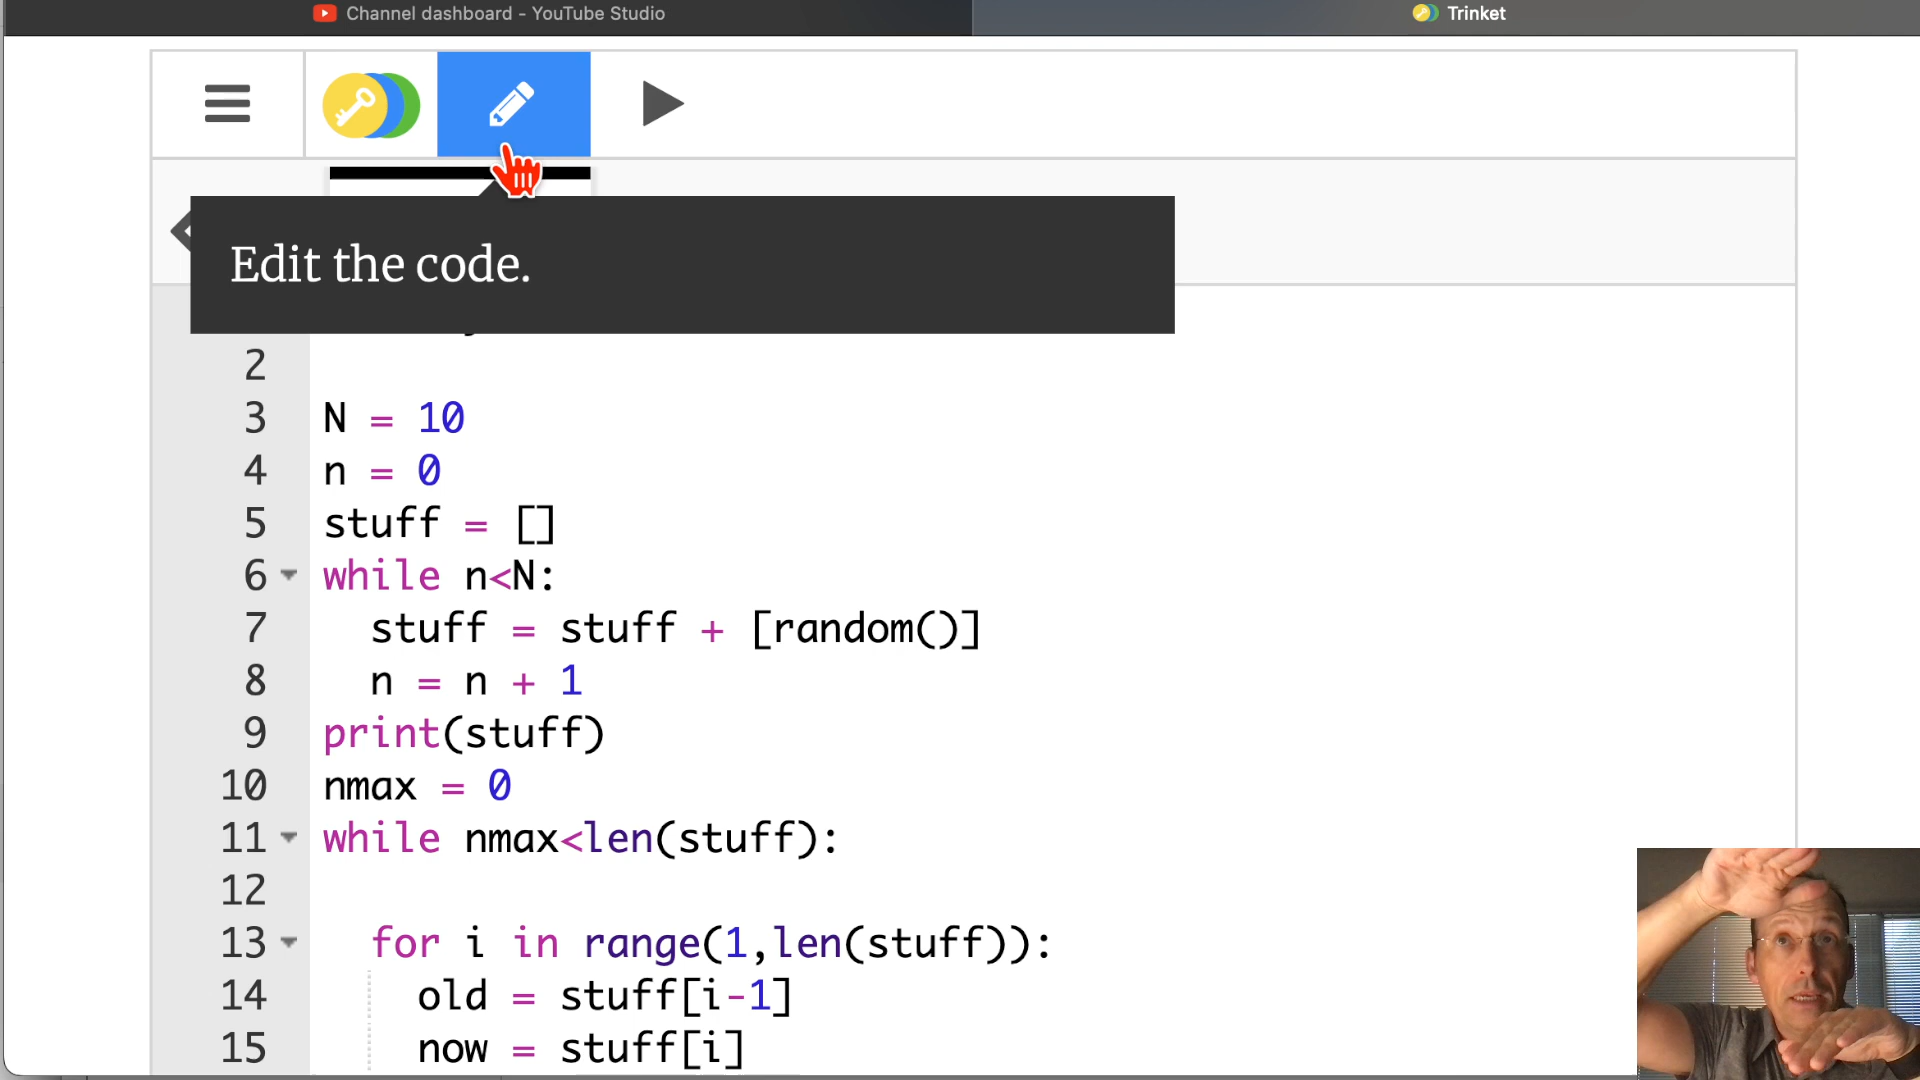 Channel dashboard - YouTube Studio
Trinket
Edit the code.
2
3 N = 10
4 n = 0
5 stuff = []
6 while n<N:
7 stuff = stuff + [random()]
8 n = n + 1
9 print(stuff)
10 nmax = 0
11 while nmax<len(stuff):
12
13 for i in range(1,len(stuff)):
14 old = stuff[i-1]
15 now = stuff[i]